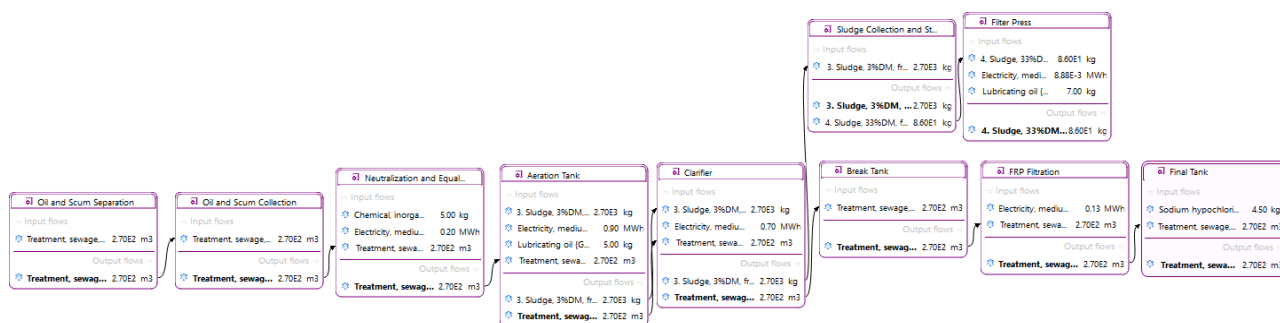 Sludge Collection and St...
Input flows
3. Sludge, 3%DM, fr... 2.70E3 kg
Output flows
3. Sludge, 3%DM, ... 2.70E3 kg
4. Sludge, 33%DM, f... 8.60E1 kg
Filter Press
Input flows
4. Sludge, 33%D... 8.60E1 kg
Electricity, medi... 8.88E-3 MWh
Lubricating oil {... 7.00 kg
Output flows
4. Sludge, 33%DM... 8.60E1 kg
Oil and Scum Separation
Input flows
Treatment, sewage,... 2.70E2 m3
Output flows
Treatment, sewag... 2.70E2 m3
Oil and Scum Collection
Input flows
Treatment, sewage,... 2.70E2 m3
Output flows
Treatment, sewag... 2.70E2 m3
Neutralization and Equal...
Input flows
Chemical, inorga... 5.00 kg
Electricity, mediu... 0.20 MWh
Treatment, sewa... 2.70E2 m3
Output flows
Treatment, sewag... 2.70E2 m3
Aeration Tank
Input flows
3. Sludge, 3%DM,... 2.70E3 kg
Electricity, mediu... 0.90 MWh
Lubricating oil {G... 5.00 kg
Treatment, sewa... 2.70E2 m3
Output flows
3. Sludge, 3%DM, fr... 2.70E3 kg
Treatment, sewag... 2.70E2 m3
Clarifier
Input flows
3. Sludge, 3%DM,... 2.70E3 kg
Electricity, mediu... 0.70 MWh
Treatment, sewa... 2.70E2 m3
Output flows
3. Sludge, 3%DM, fr... 2.70E3 kg
Treatment, sewag... 2.70E2 m3
Break Tank
Input flows
Treatment, sewage,... 2.70E2 m3
Output flows
Treatment, sewag... 2.70E2 m3
FRP Filtration
Input flows
Electricity, mediu... 0.13 MWh
Treatment, sewa... 2.70E2 m3
Output flows
Treatment, sewag... 2.70E2 m3
Final Tank
Input flows
Sodium hypochlori... 4.50 kg
Treatment, sewage,... 2.70E2 m3
Output flows
Treatment, sewa... 2.70E2 m3